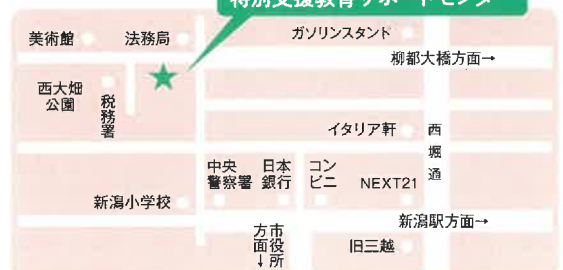 特別支援教育サポートセンター
美術館
法務局
ガソリンスタンド
柳都大橋方面→
西大畑
公園
税務署
イタリア軒
西堀通
中央
警察署
日本
銀行
コン
ビニ
NEXT21
新潟小学校
新潟駅方面→
市役所
方面↓
旧三越